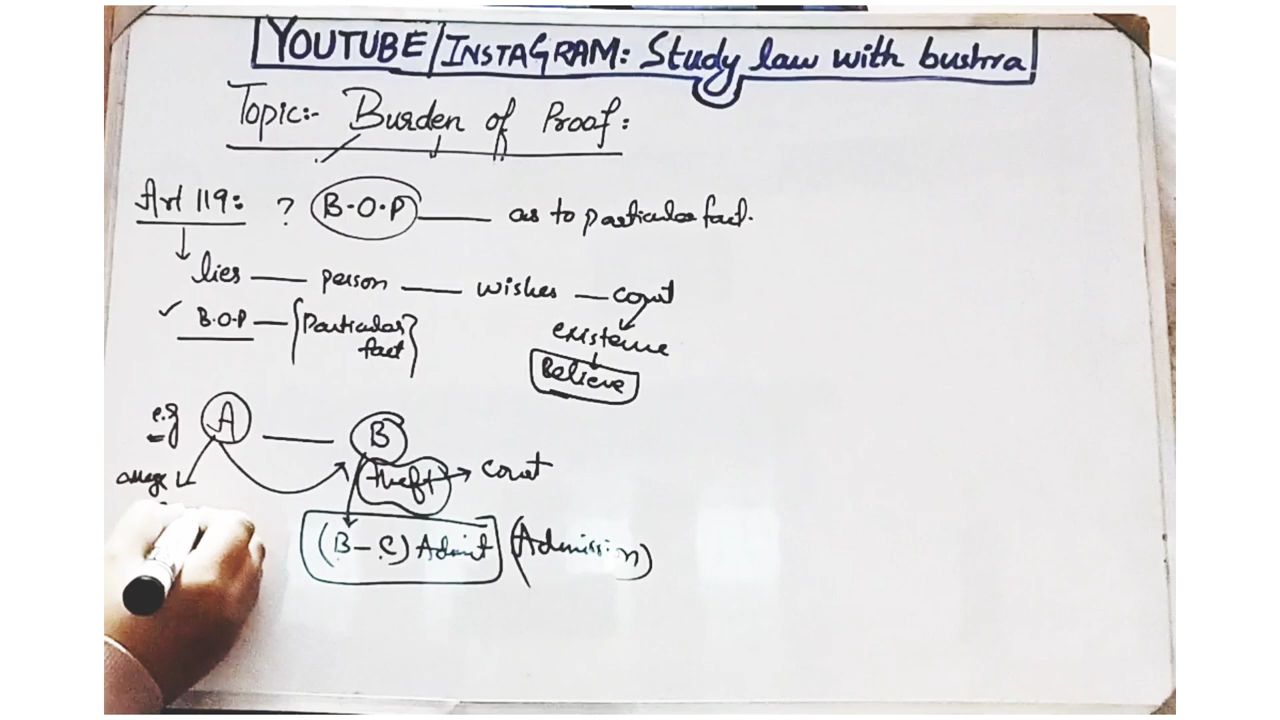 YOUTUBE/INSTAGRAM: Study law with bushra
Topic:- Burden of Proof:
Art 119: ? B.O.P — as to particular fact.
lies — person — wishes — court
✓ B.O.P — {Particular fact}
existence
Believe
e.g A — B
theft → court
(B-C) Admit (Admission)